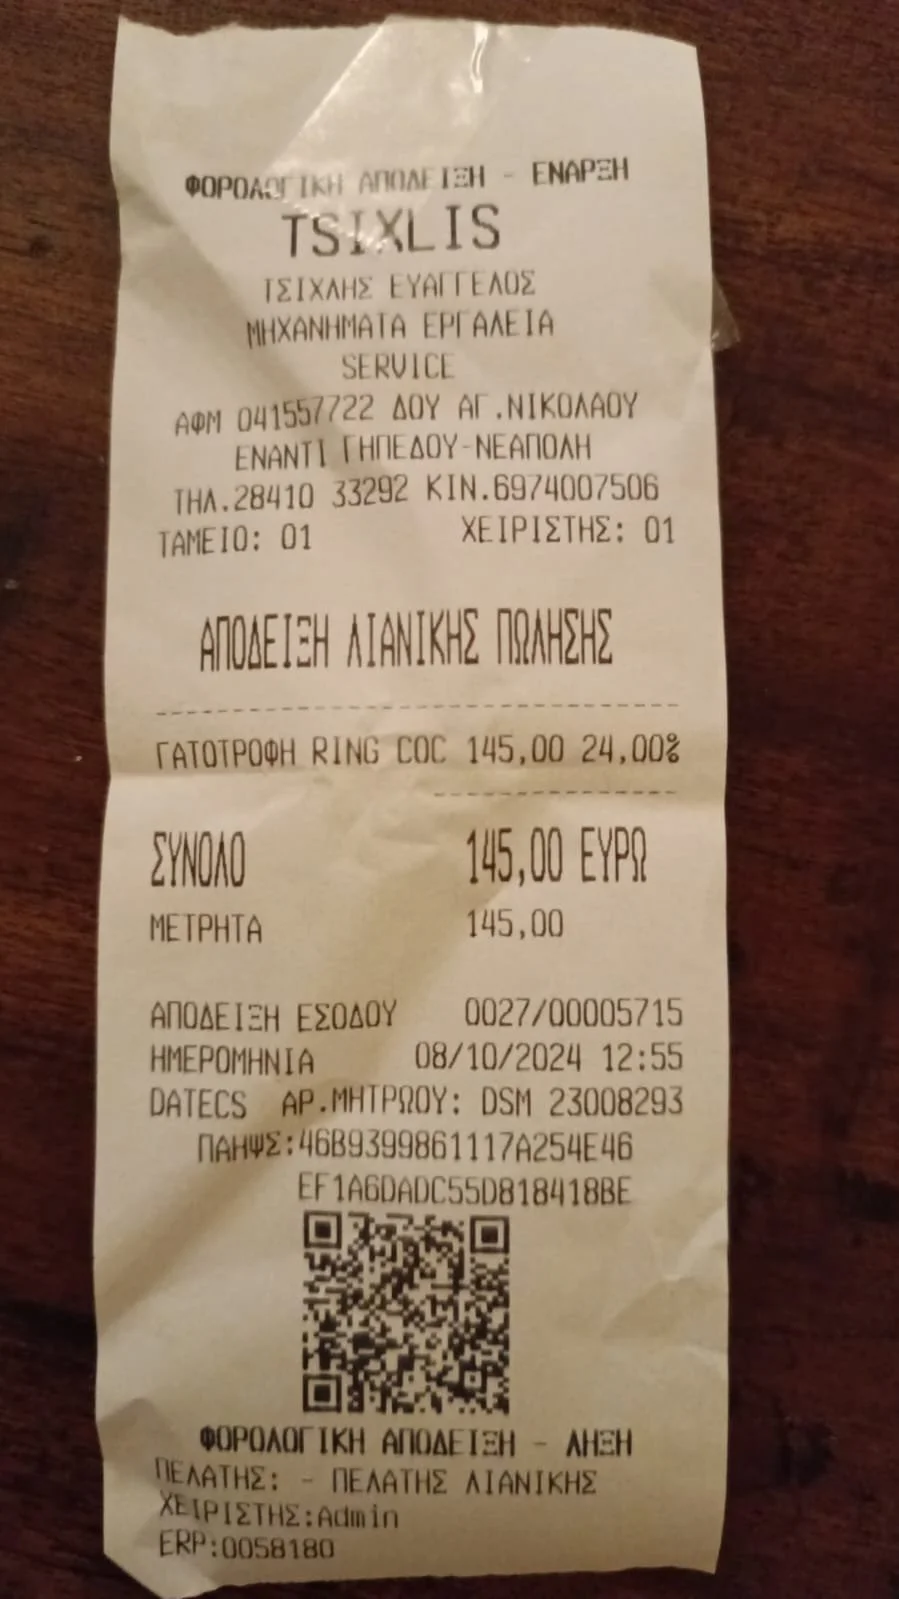 ΦΟΡΟΛΟΓΙΚΗ ΑΠΟΔΕΙΞΗ - ΕΝΑΡΞΗ
TSIXLIS
ΤΣΙΧΛΗΣ ΕΥΑΓΓΕΛΟΣ
ΜΗΧΑΝΗΜΑΤΑ ΕΡΓΑΛΕΙΑ
SERVICE
ΑΦΜ 041557722 ΔΟΥ ΑΓ.ΝΙΚΟΛΑΟΥ
ΕΝΑΝΤΙ ΓΗΠΕΔΟΥ-ΝΕΑΠΟΛΗ
ΤΗΛ.28410 33292 ΚΙΝ.6974007506
ΤΑΜΕΙΟ: 01 ΧΕΙΡΙΣΤΗΣ: 01
ΑΠΟΔΕΙΞΗ ΛΙΑΝΙΚΗΣ ΠΩΛΗΣΗΣ
ΓΑΤΟΤΡΟΦΗ RING COC 145,00 24,00%
ΣΥΝΟΛΟ 145,00 ΕΥΡΩ
ΜΕΤΡΗΤΑ 145,00
ΑΠΟΔΕΙΞΗ ΕΣΟΔΟΥ 0027/00005715
ΗΜΕΡΟΜΗΝΙΑ 08/10/2024 12:55
DATECS ΑΡ.ΜΗΤΡΩΟΥ: DSM 23008293
ΠΑΗΨΣ:46B9399861117A254E46
EF1A6DADC55D818418BE
ΦΟΡΟΛΟΓΙΚΗ ΑΠΟΔΕΙΞΗ - ΛΗΞΗ
ΠΕΛΑΤΗΣ: - ΠΕΛΑΤΗΣ ΛΙΑΝΙΚΗΣ
ΧΕΙΡΙΣΤΗΣ:Admin
ERP:0058180